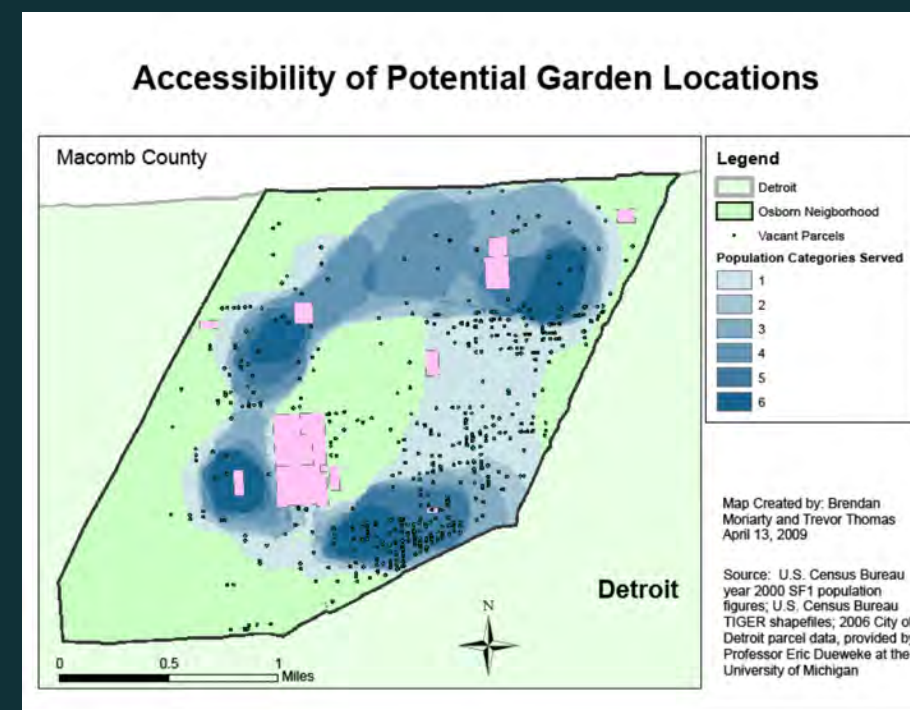 Accessibility of Potential Garden Locations
Macomb County
Detroit
N
0 0.5 1
Miles
Legend
Detroit
Osborn Neigborhood
Vacant Parcels
Population Categories Served
1
2
3
4
5
6
Map Created by: Brendan
Moriarty and Trevor Thomas
April 13, 2009
Source: U.S. Census Bureau
year 2000 SF1 population
figures; U.S. Census Bureau
TIGER shapefiles; 2006 City of
Detroit parcel data, provided by
Professor Eric Dueweke at the
University of Michigan